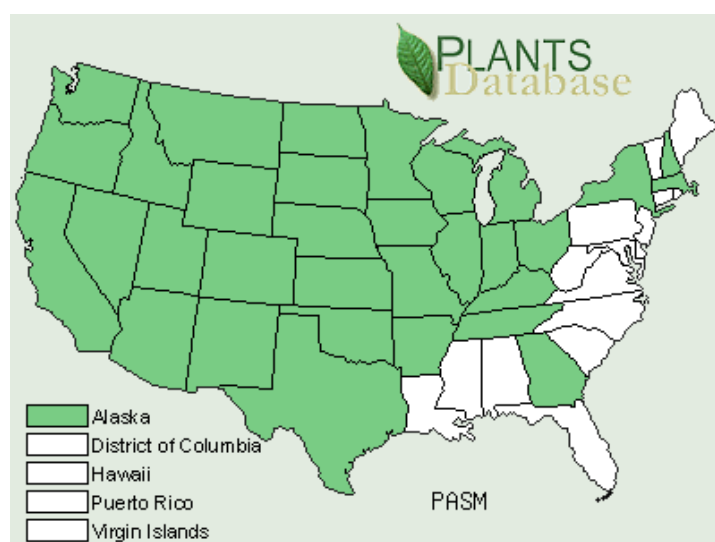 PLANTS
Database
Alaska
District of Columbia
Hawaii
Puerto Rico
Virgin Islands
PASM